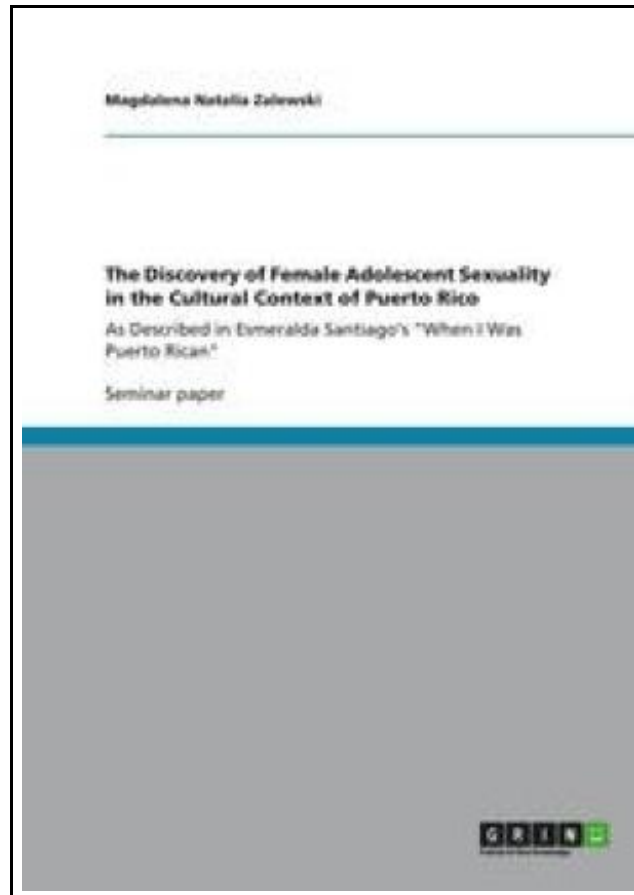 Magdalena Natalia Zalewski
The Discovery of Female Adolescent Sexuality
in the Cultural Context of Puerto Rico
As Described in Esmeralda Santiago's "When I Was
Puerto Rican"
Seminar paper
GRIN